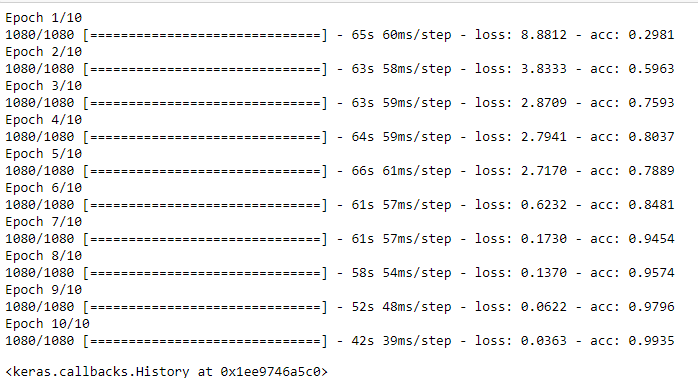 Epoch 1/10
1080/1080 [==============================] - 65s 60ms/step - loss: 8.8812 - acc: 0.2981
Epoch 2/10
1080/1080 [==============================] - 63s 58ms/step - loss: 3.8333 - acc: 0.5963
Epoch 3/10
1080/1080 [==============================] - 63s 59ms/step - loss: 2.8709 - acc: 0.7593
Epoch 4/10
1080/1080 [==============================] - 64s 59ms/step - loss: 2.7941 - acc: 0.8037
Epoch 5/10
1080/1080 [==============================] - 66s 61ms/step - loss: 2.7170 - acc: 0.7889
Epoch 6/10
1080/1080 [==============================] - 61s 57ms/step - loss: 0.6232 - acc: 0.8481
Epoch 7/10
1080/1080 [==============================] - 61s 57ms/step - loss: 0.1730 - acc: 0.9454
Epoch 8/10
1080/1080 [==============================] - 58s 54ms/step - loss: 0.1370 - acc: 0.9574
Epoch 9/10
1080/1080 [==============================] - 52s 48ms/step - loss: 0.0622 - acc: 0.9796
Epoch 10/10
1080/1080 [==============================] - 42s 39ms/step - loss: 0.0363 - acc: 0.9935
<keras.callbacks.History at 0x1ee9746a5c0>